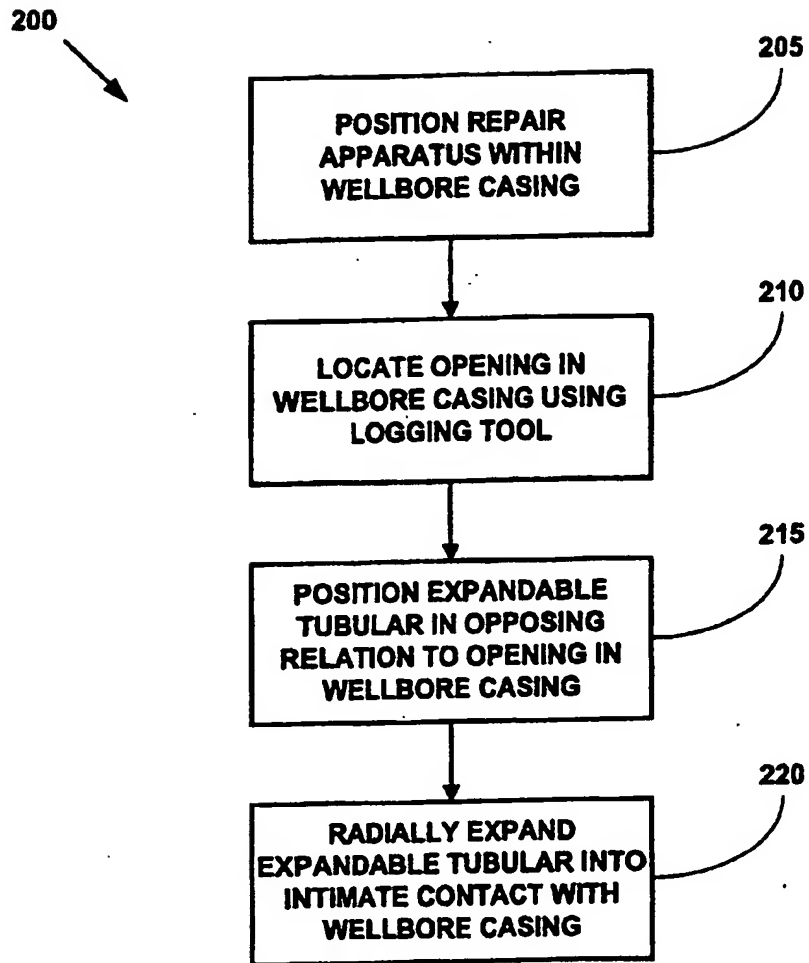 200
205
POSITION REPAIR
APPARATUS WITHIN
WELLBORE CASING
210
LOCATE OPENING IN
WELLBORE CASING USING
LOGGING TOOL
215
POSITION EXPANDABLE
TUBULAR IN OPPOSING
RELATION TO OPENING IN
WELLBORE CASING
220
RADIALLY EXPAND
EXPANDABLE TUBULAR INTO
INTIMATE CONTACT WITH
WELLBORE CASING